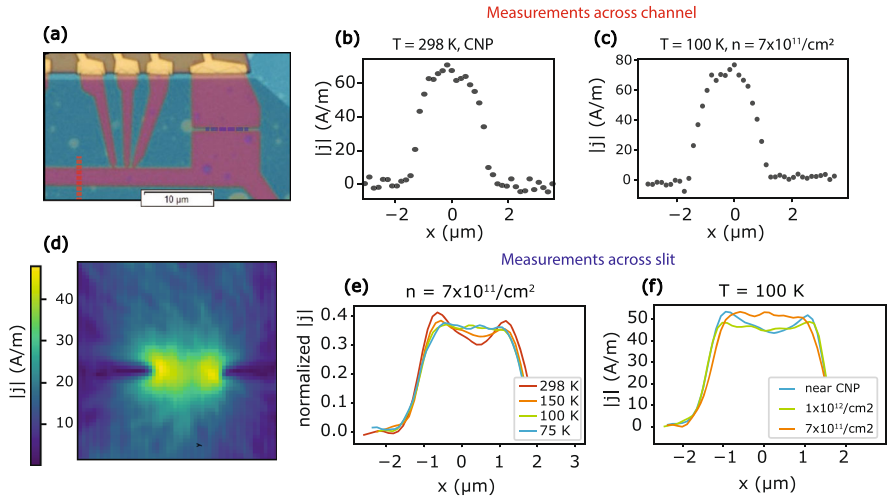 Measurements across channel
(a)
10 μm
(b)
T = 298 K, CNP
|j| (A/m)
60
40
20
0
−2
0
2
x (μm)
(c)
T = 100 K, n = 7x10¹¹/cm²
|j| (A/m)
80
60
40
20
0
−2
0
2
x (μm)
Measurements across slit
(d)
|j| (A/m)
40
30
20
10
(e)
n = 7x10¹¹/cm²
normalized |j|
0.4
0.3
0.2
0.1
0.0
298 K
150 K
100 K
75 K
−2
−1
0
1
2
3
x (μm)
(f)
T = 100 K
|j| (A/m)
50
40
30
20
10
0
near CNP
1x10¹²/cm2
7x10¹¹/cm2
−2
−1
0
1
2
x (μm)